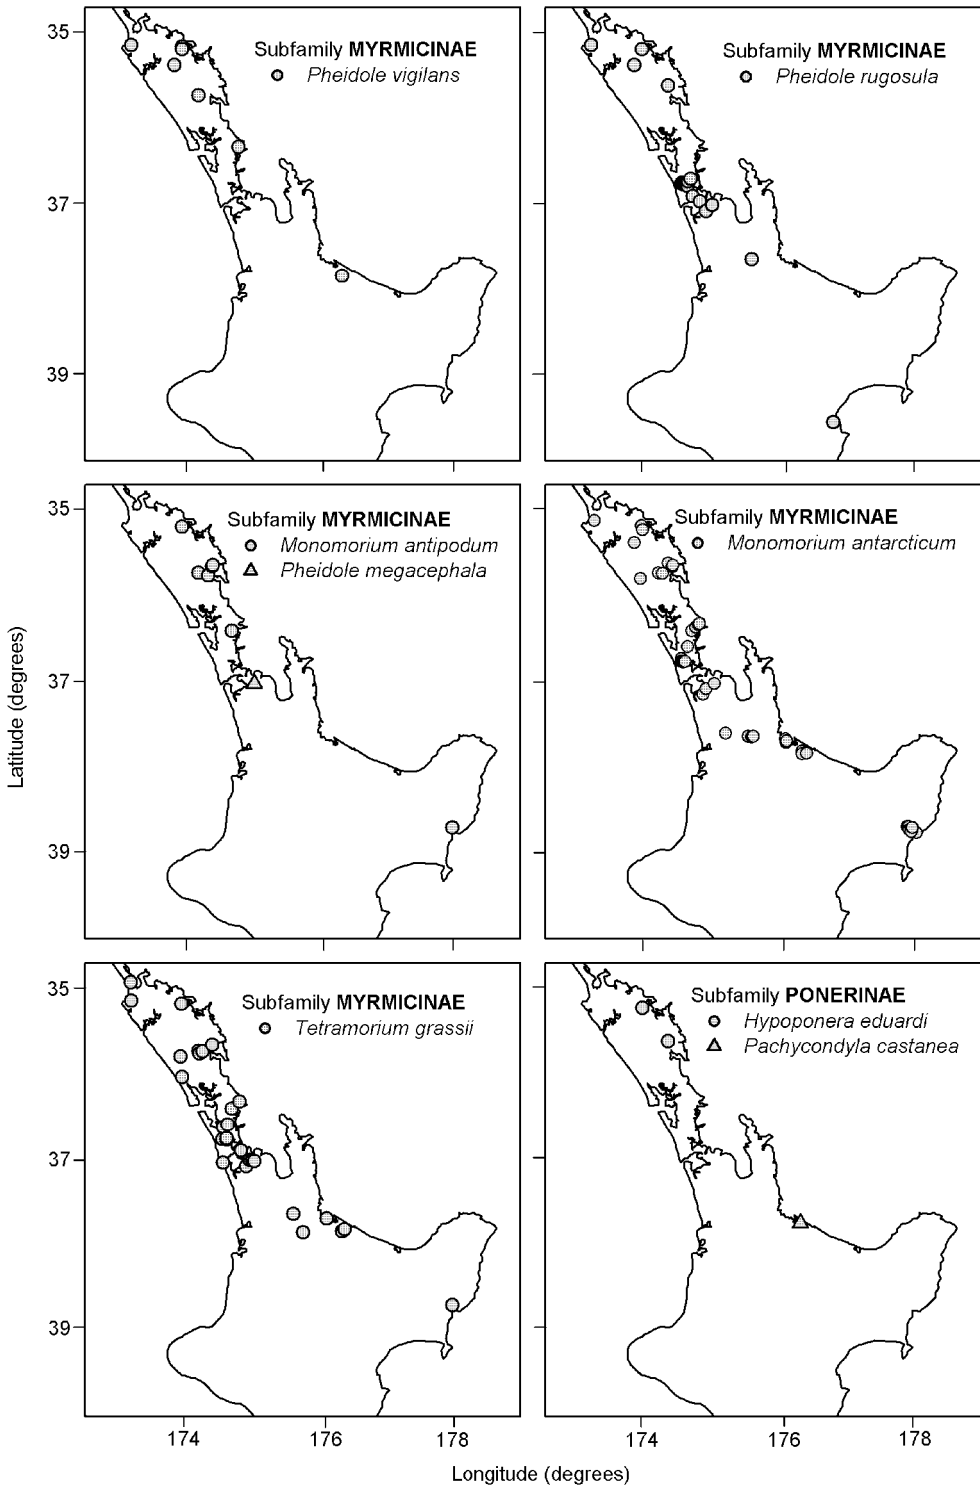 35
37
39
Subfamily MYRMICINAE
Pheidole vigilans
Subfamily MYRMICINAE
Pheidole rugosula
35
37
39
Subfamily MYRMICINAE
Monomorium antipodum
Pheidole megacephala
Subfamily MYRMICINAE
Monomorium antarcticum
Latitude (degrees)
35
37
39
Subfamily MYRMICINAE
Tetramorium grassii
Subfamily PONERINAE
Hypoponera eduardi
Pachycondyla castanea
174 176 178
174 176 178
Longitude (degrees)